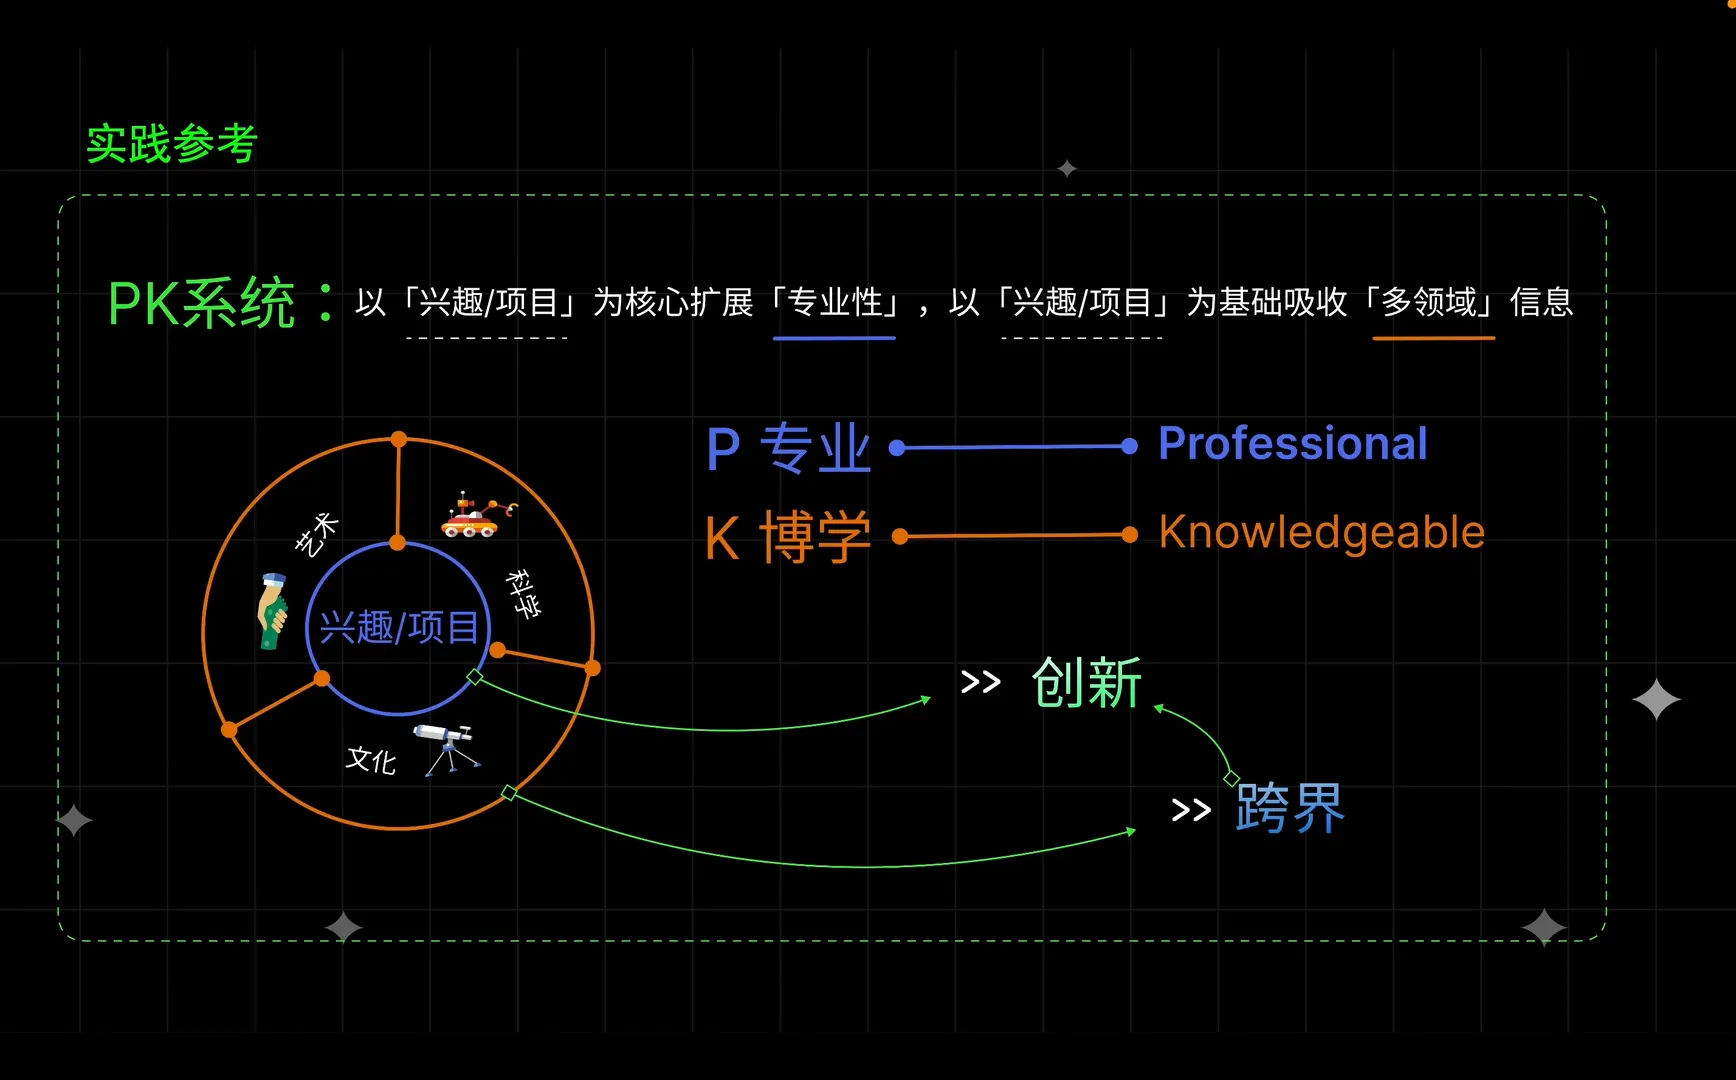 实践参考
PK系统：以「兴趣/项目」为核心扩展「专业性」，以「兴趣/项目」为基础吸收「多领域」信息
P 专业 Professional
K 博学 Knowledgeable
艺术
科学
兴趣/项目
文化
>> 创新
>> 跨界